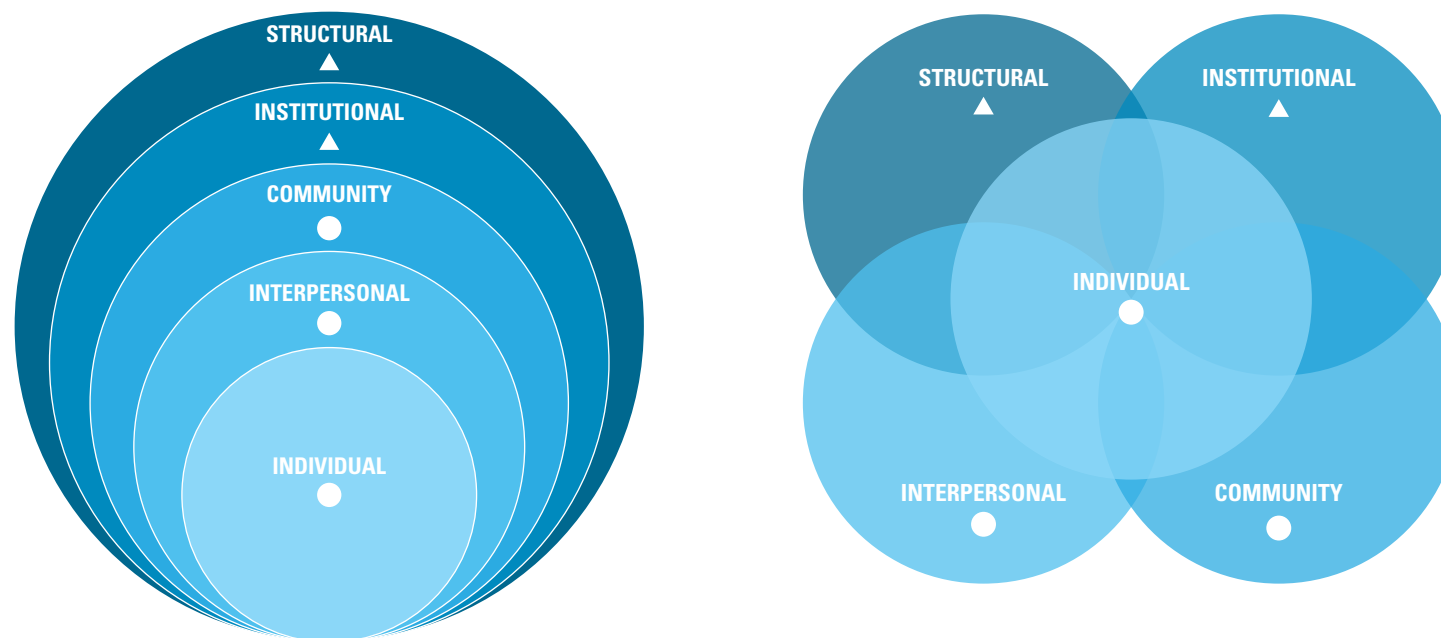 STRUCTURAL
INSTITUTIONAL
COMMUNITY
INTERPERSONAL
INDIVIDUAL
STRUCTURAL
INSTITUTIONAL
INDIVIDUAL
INTERPERSONAL
COMMUNITY